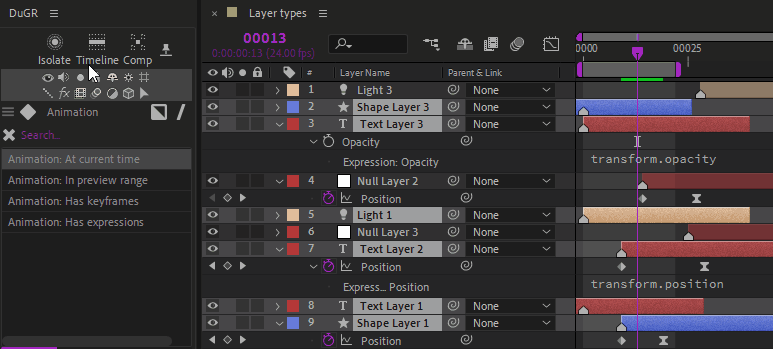 DuGR
Isolate Timeline Comp
Animation
Search...
Animation: At current time
Animation: In preview range
Animation: Has keyframes
Animation: Has expressions
Layer types
00013
0:00:00:13 (24.00 fps)
0000 00025
# Layer Name Parent & Link
1 Light 3 None
2 Shape Layer 3 None
3 T Text Layer 3 None
Opacity
Expression: Opacity transform.opacity
4 Null Layer 2 None
Position
5 Light 1 None
6 Null Layer 3 None
7 T Text Layer 2 None
Position
Express... Position transform.position
8 T Text Layer 1 None
9 Shape Layer 1 None
Position